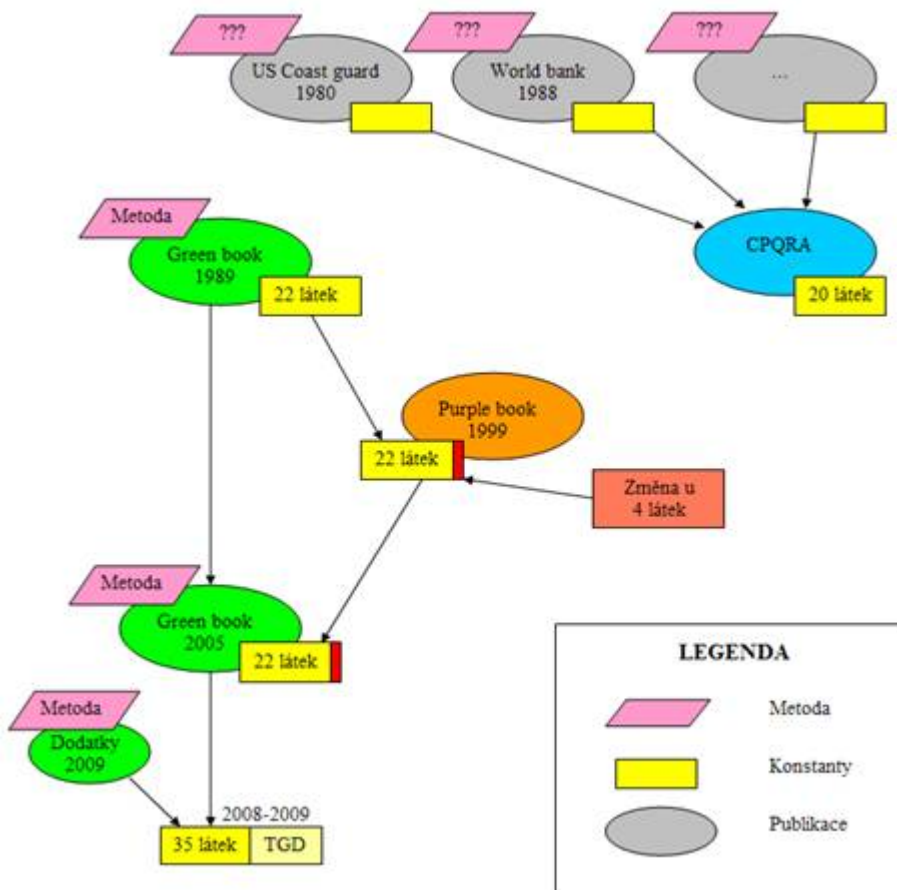 ???
???
???
US Coast guard
1980
World bank
1988
...
Metoda
Green book
1989
22 látek
CPQRA
20 látek
Purple book
1999
22 látek
Změna u
4 látek
Metoda
Green book
2005
22 látek
Metoda
Dodatky
2009
2008-2009
35 látek
TGD
LEGENDA
Metoda
Konstanty
Publikace